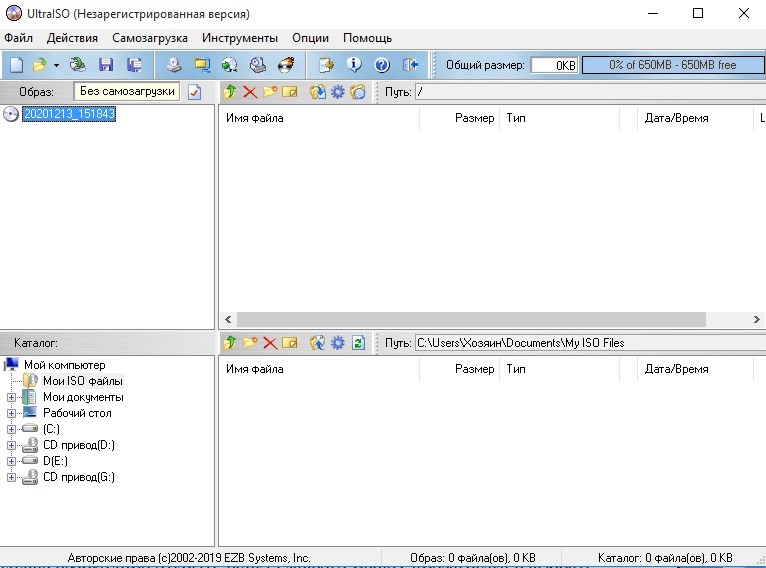 UltraISO (Незарегистрированная версия)
Файл Действия Самозагрузка Инструменты Опции Помощь
Общий размер: 0KB 0% of 650MB - 650MB free
Образ: Без самозагрузки Путь: /
20201213_151843
Имя файла Размер Тип Дата/Время L
Каталог: Путь: C:\Users\Хозяин\Documents\My ISO Files
Мой компьютер
Имя файла Размер Тип Дата/Время
Мои ISO файлы
Мои документы
Рабочий стол
(C:)
CD привод(D:)
D(E:)
CD привод(G:)
Авторские права (c)2002-2019 EZB Systems, Inc. Образ: 0 файла(ов), 0 KB Каталог: 0 файла(ов), 0 KB